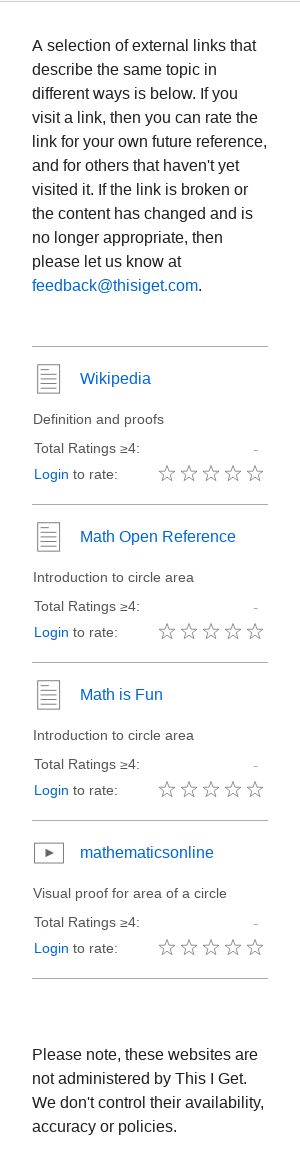 A selection of external links that
describe the same topic in
different ways is below. If you
visit a link, then you can rate the
link for your own future reference,
and for others that haven't yet
visited it. If the link is broken or
the content has changed and is
no longer appropriate, then
please let us know at
feedback@thisiget.com.
Wikipedia
Definition and proofs
Total Ratings ≥4: -
Login to rate:
Math Open Reference
Introduction to circle area
Total Ratings ≥4: -
Login to rate:
Math is Fun
Introduction to circle area
Total Ratings ≥4: -
Login to rate:
mathematicsonline
Visual proof for area of a circle
Total Ratings ≥4: -
Login to rate:
Please note, these websites are
not administered by This I Get.
We don't control their availability,
accuracy or policies.